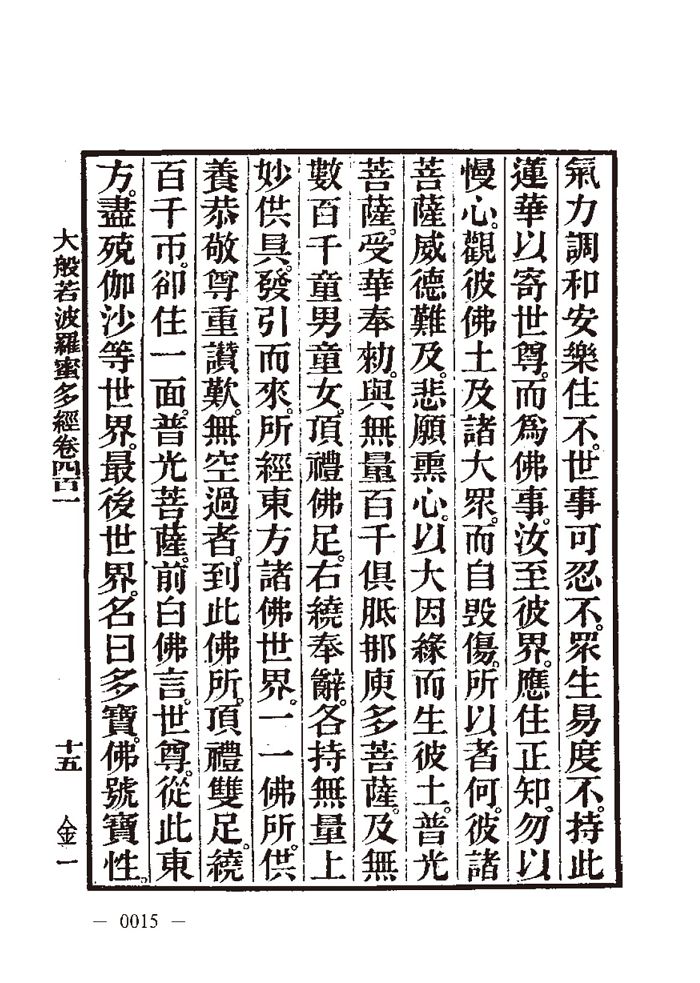 氣力調和安樂住不。世事可忍不。眾生易度不。持此
蓮華以寄世尊。而為佛事。汝至彼界。應住正知。勿以
慢心。觀彼佛土及諸大眾。而自毀傷。所以者何。彼諸
菩薩威德難及。悲願熏心。以大因緣而生彼土。普光
菩薩。受華奉勑。與無量百千俱胝那庾多菩薩。及無
數百千童男童女。頂禮佛足。右繞奉辭。各持無量上
妙供具。發引而來。所經東方諸佛世界。一一佛所。供
養恭敬尊重讚歎。無空過者。到此佛所。頂禮雙足。繞
百千帀。卻住一面。普光菩薩。前白佛言。世尊。從此東
方。盡殑伽沙等世界。最後世界。名曰多寶。佛號寶性。
大般若波羅蜜多經卷四百一 十五 金一
— 0015 —